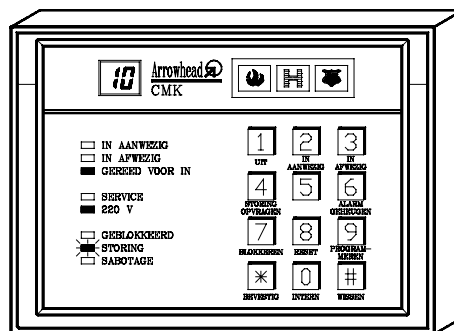 10
Arrowhead
CMK
IN AANWEZIG
IN AFWEZIG
GEREED VOOR IN
SERVICE
220 V
GEBLOKKEERD
STORING
SABOTAGE
1 2 3
UIT IN AANWEZIG IN AFWEZIG
4 5 6
STORING OPVRAGEN ALARM GEHEUGEN
7 8 9
BLOKKEREN RESET PROGRAM-MEREN
* 0 #
BEVESTIG INTERN WISSEN